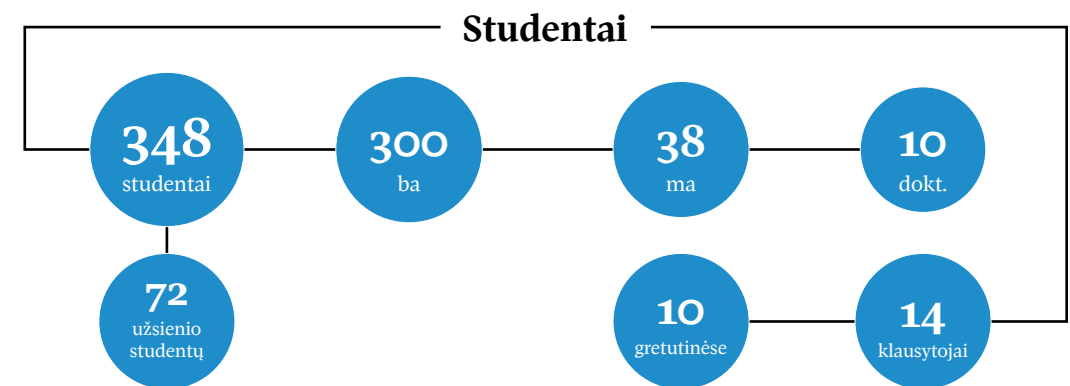 Studentai
348
studentai
300
ba
38
ma
10
dokt.
72
užsienio
studentų
10
gretutinėse
14
klausytojai